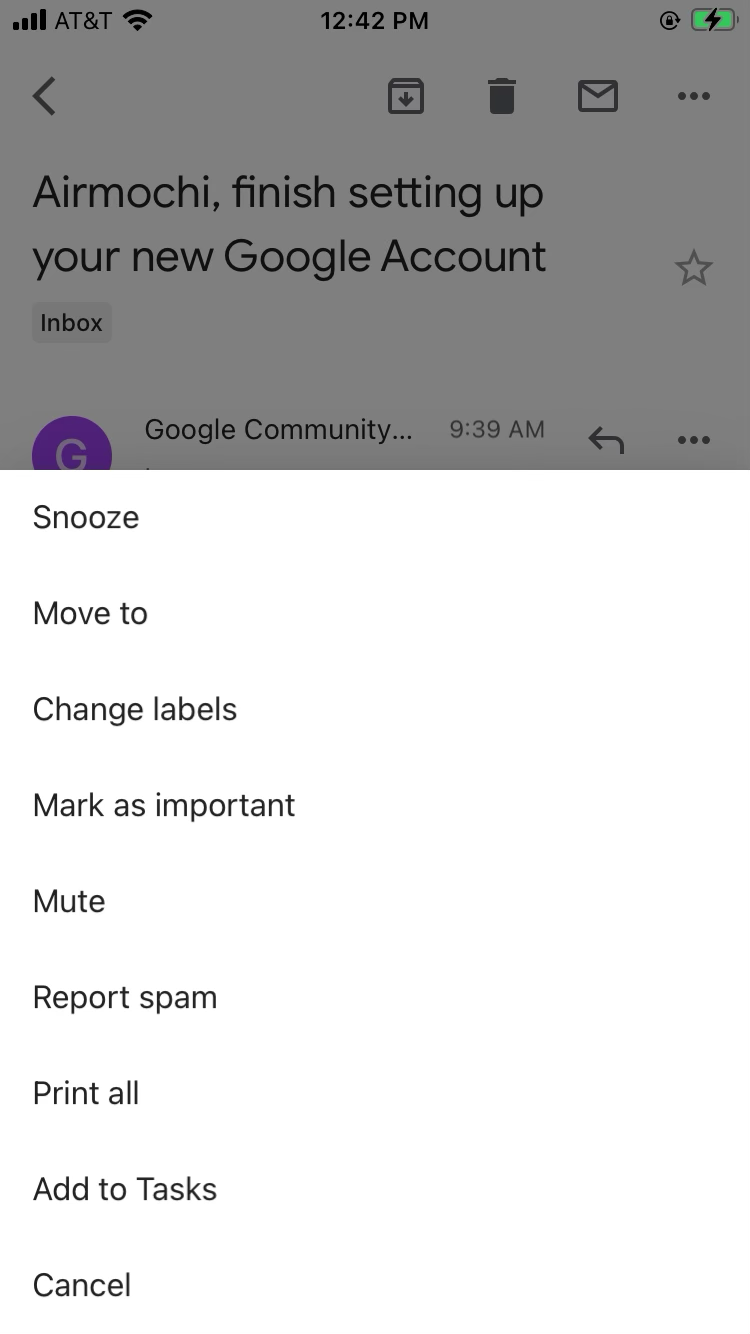 AT&T 12:42 PM
Airmochi, finish setting up
your new Google Account
Inbox
G
Google Community... 9:39 AM
Snooze
Move to
Change labels
Mark as important
Mute
Report spam
Print all
Add to Tasks
Cancel